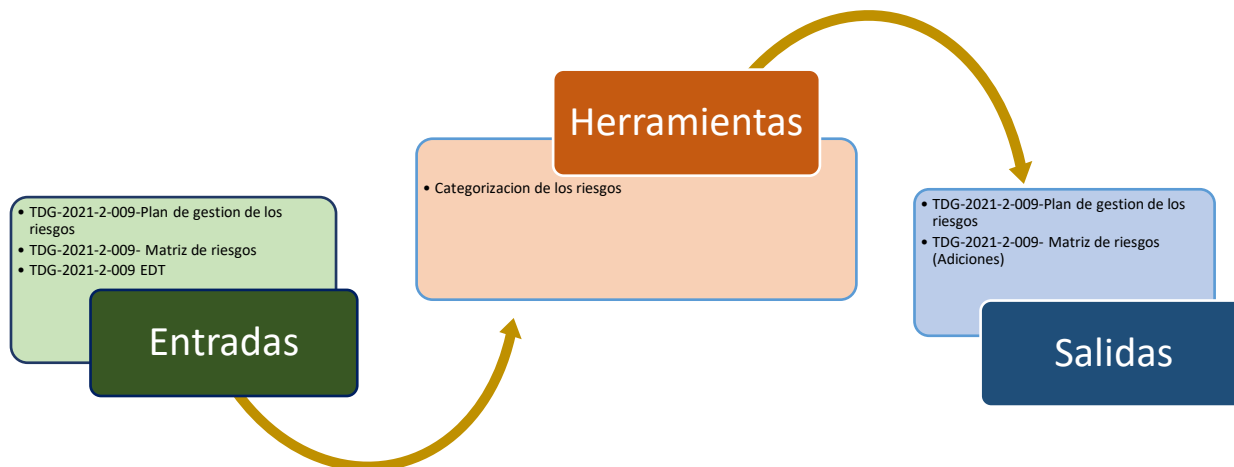 • TDG-2021-2-009-Plan de gestion de los
riesgos
• TDG-2021-2-009- Matriz de riesgos
• TDG-2021-2-009 EDT
Entradas
Herramientas
• Categorizacion de los riesgos
• TDG-2021-2-009-Plan de gestion de los
riesgos
• TDG-2021-2-009- Matriz de riesgos
(Adiciones)
Salidas